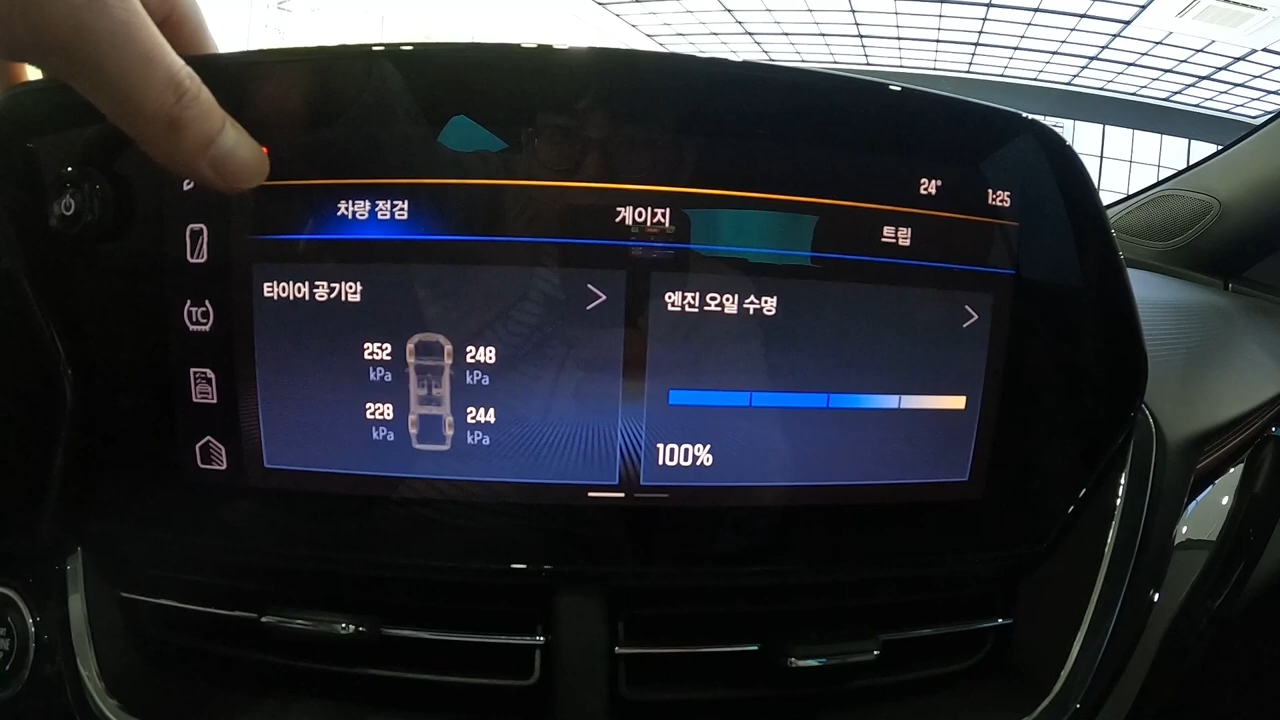 24° 1:25
차량 점검 게이지 트립
타이어 공기압
252 kPa
248 kPa
228 kPa
244 kPa
엔진 오일 수명
100%
TC